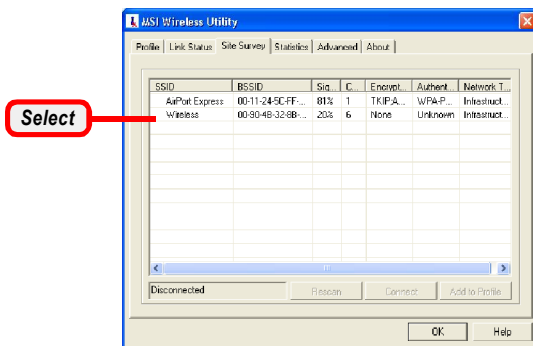 MSI Wireless Utility
Profile Link Status Site Survey Statistics Advanced About
SSID BSSID Sig... C... Encrypt... Authent... Network T...
AirPort Express 00-11-24-5C-FF-... 81% 1 TKIP;A... WPA-P... Infrastruct...
Wireless 00-90-4B-32-8B-... 20% 6 None Unknown Infrastruct...
Select
Disconnected Rescan Connect Add to Profile
OK Help